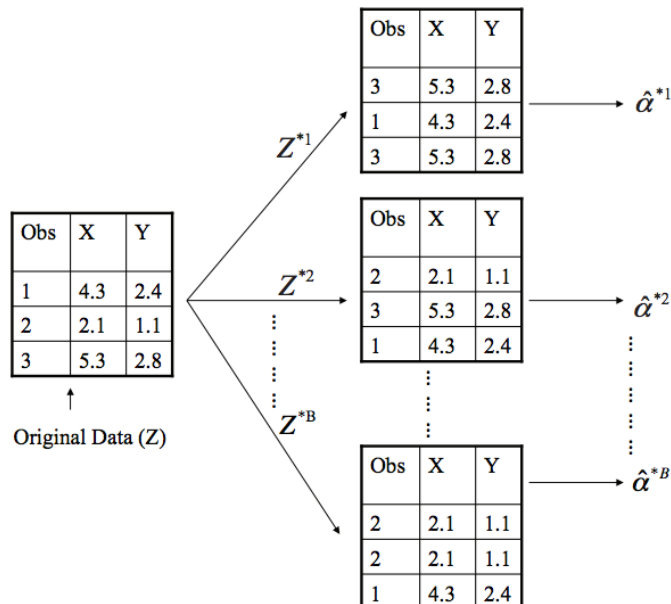 Obs X Y
3 5.3 2.8
1 4.3 2.4
3 5.3 2.8
α̂*1
Z*1
Obs X Y
1 4.3 2.4
2 2.1 1.1
3 5.3 2.8
Original Data (Z)
Z*2
Obs X Y
2 2.1 1.1
3 5.3 2.8
1 4.3 2.4
α̂*2
Z*B
Obs X Y
2 2.1 1.1
2 2.1 1.1
1 4.3 2.4
α̂*B